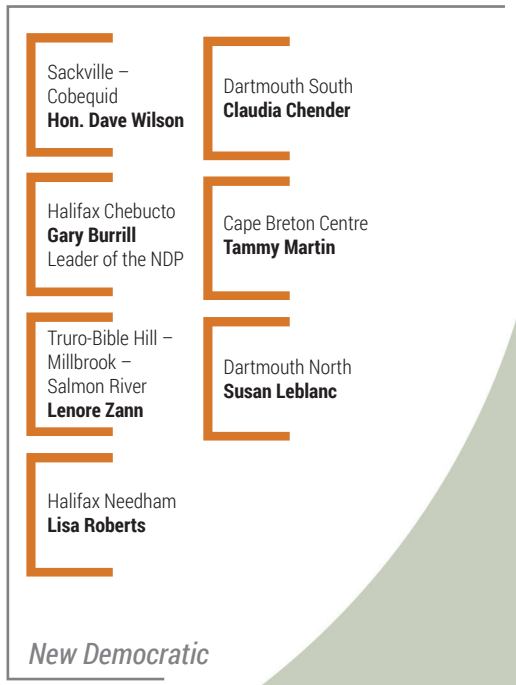 Sackville –
Cobequid
Hon. Dave Wilson
Halifax Chebucto
Gary Burrill
Leader of the NDP
Truro-Bible Hill –
Millbrook –
Salmon River
Lenore Zann
Halifax Needham
Lisa Roberts
Dartmouth South
Claudia Chender
Cape Breton Centre
Tammy Martin
Dartmouth North
Susan Leblanc
New Democratic